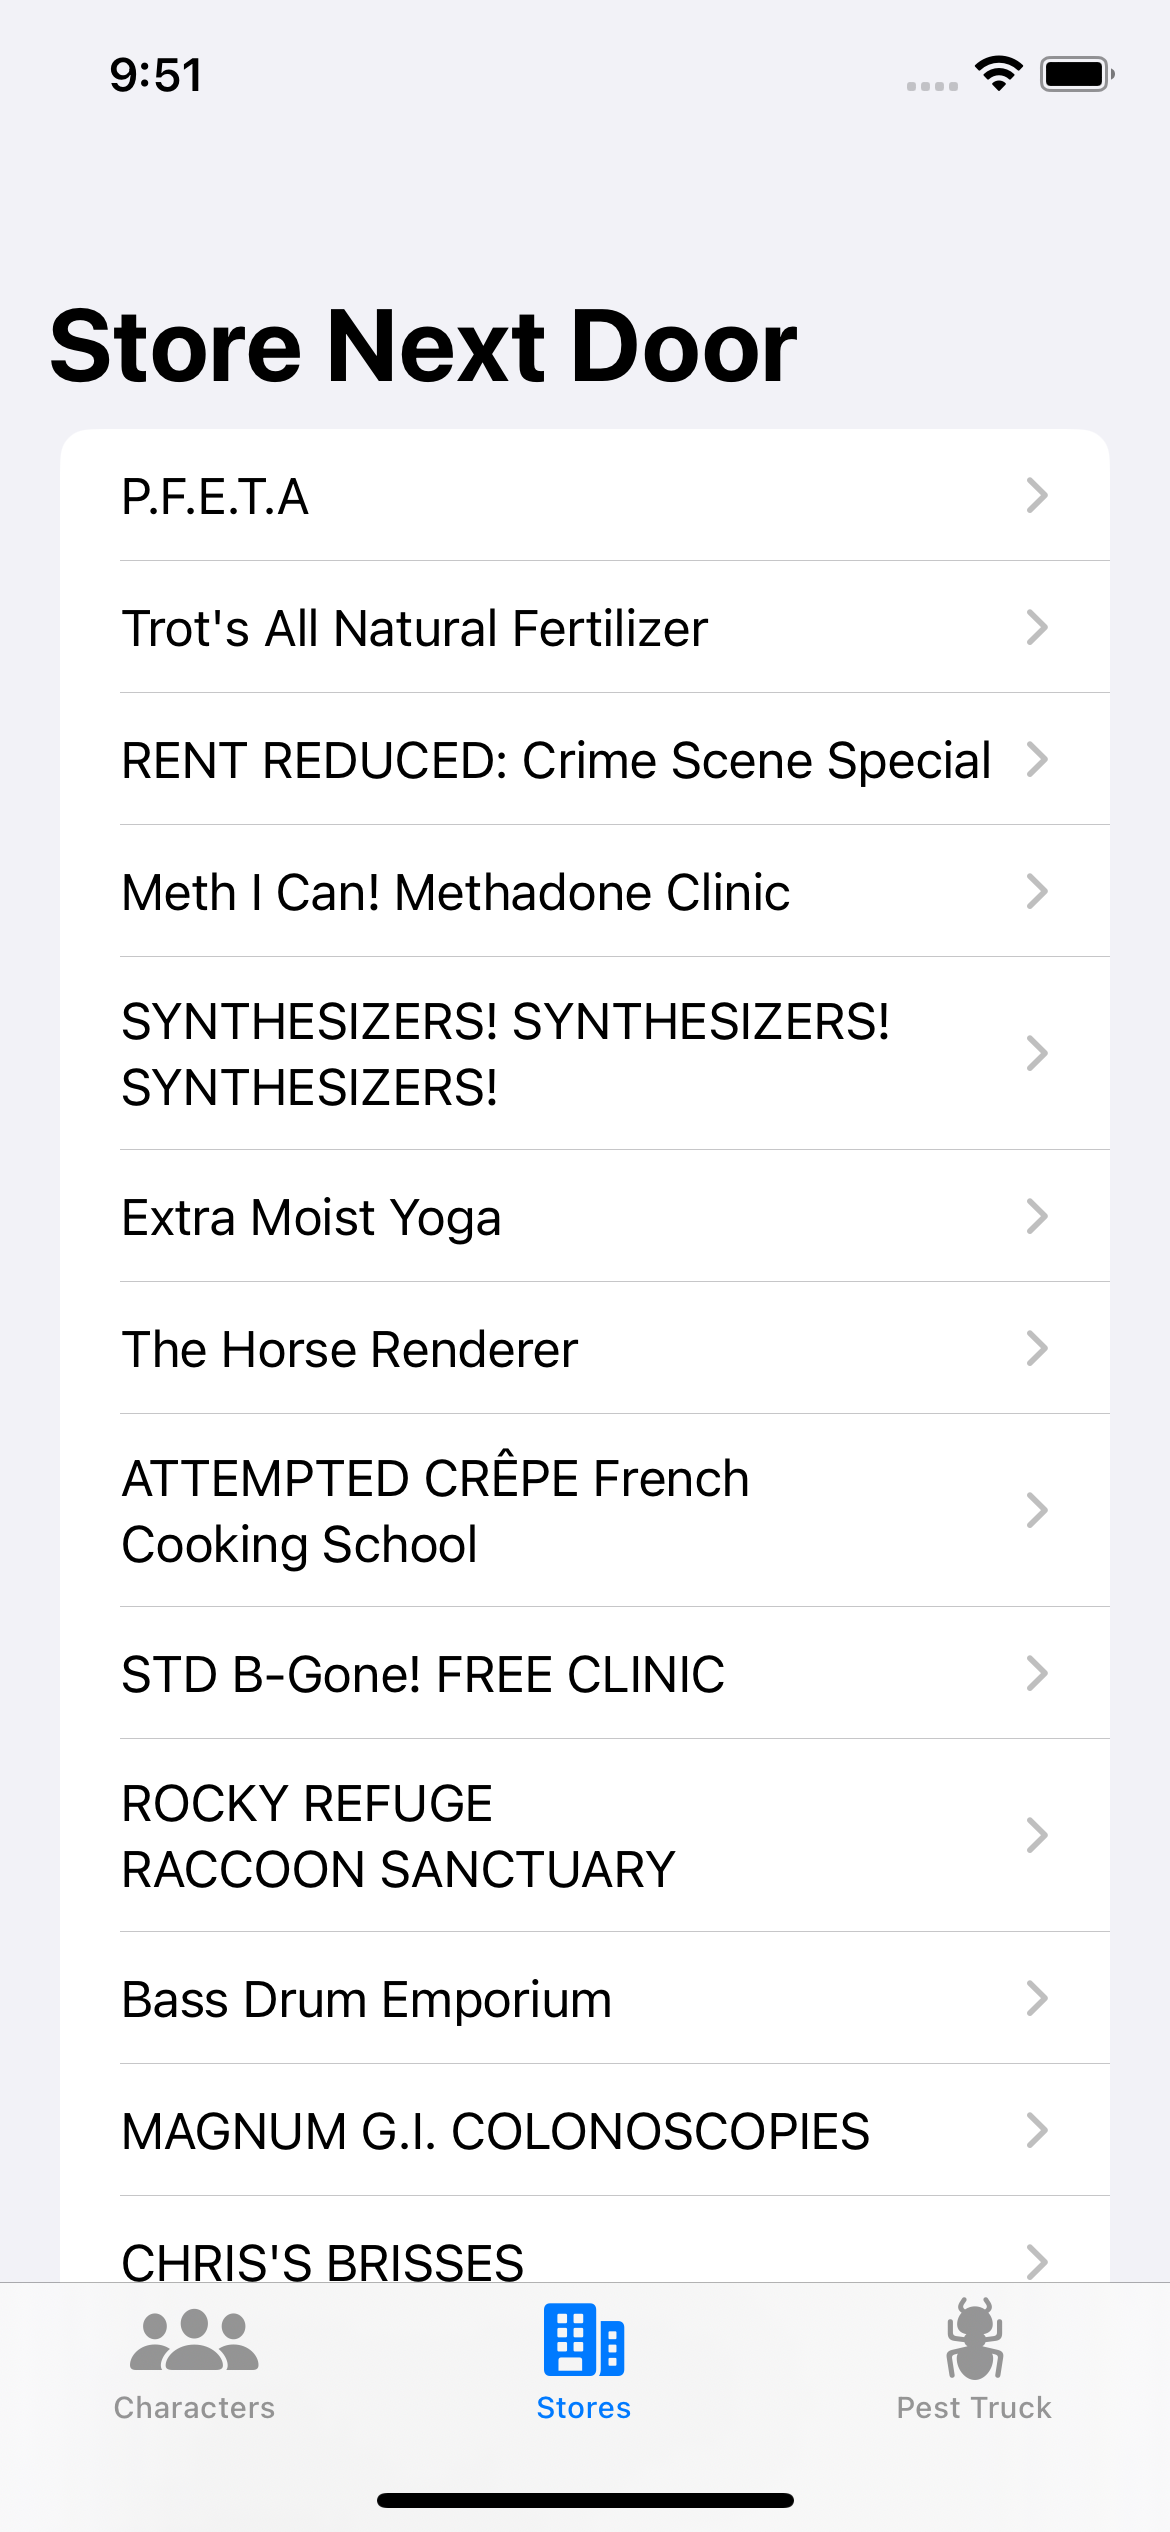 9:51
Store Next Door
P.F.E.T.A
Trot's All Natural Fertilizer
RENT REDUCED: Crime Scene Special
Meth I Can! Methadone Clinic
SYNTHESIZERS! SYNTHESIZERS!
SYNTHESIZERS!
Extra Moist Yoga
The Horse Renderer
ATTEMPTED CRÊPE French
Cooking School
STD B-Gone! FREE CLINIC
ROCKY REFUGE
RACCOON SANCTUARY
Bass Drum Emporium
MAGNUM G.I. COLONOSCOPIES
CHRIS'S BRISSES
Characters
Stores
Pest Truck